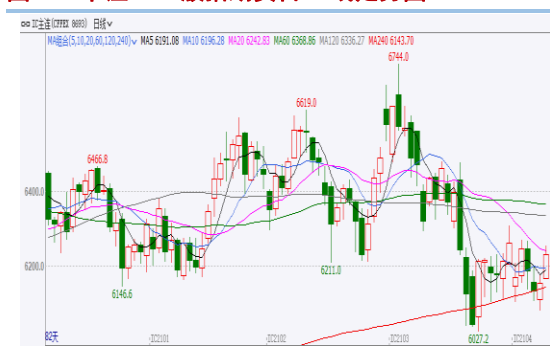 IC主连(CFFEX 8693) 日线
MA组合(5,10,20,60,120,240) MA5 6191.08 MA10 6196.28 MA20 6242.83 MA60 6368.86 MA120 6336.27 MA240 6143.70
6744.0
6619.0
6466.8
6400.0
6200.0
6211.0
6146.6
6027.2
82天
IC2101
IC2102
IC2103
IC2104